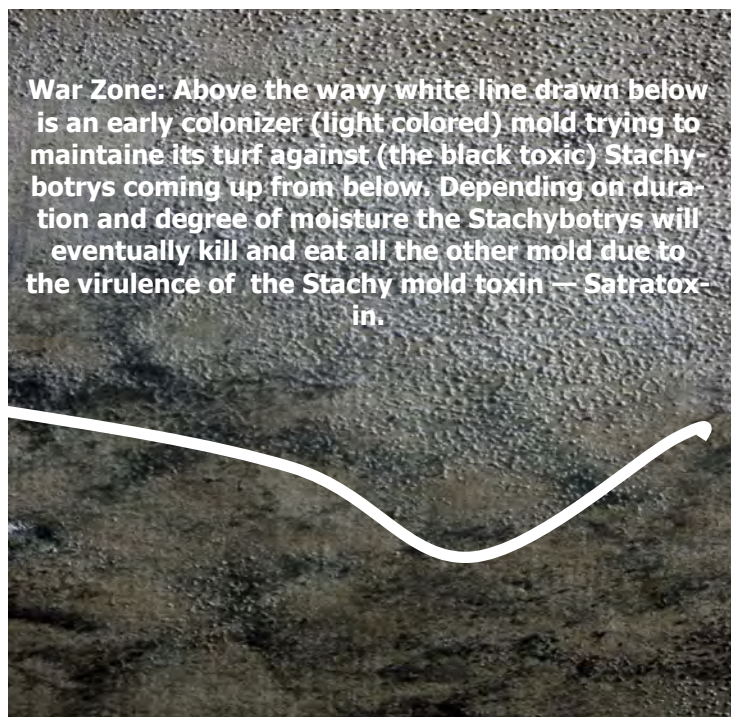 War Zone: Above the wavy white line drawn below
is an early colonizer (light colored) mold trying to
maintaine its turf against (the black toxic) Stachy-
botrys coming up from below. Depending on dura-
tion and degree of moisture the Stachybotrys will
eventually kill and eat all the other mold due to
the virulence of  the Stachy mold toxin — Satratox-
in.